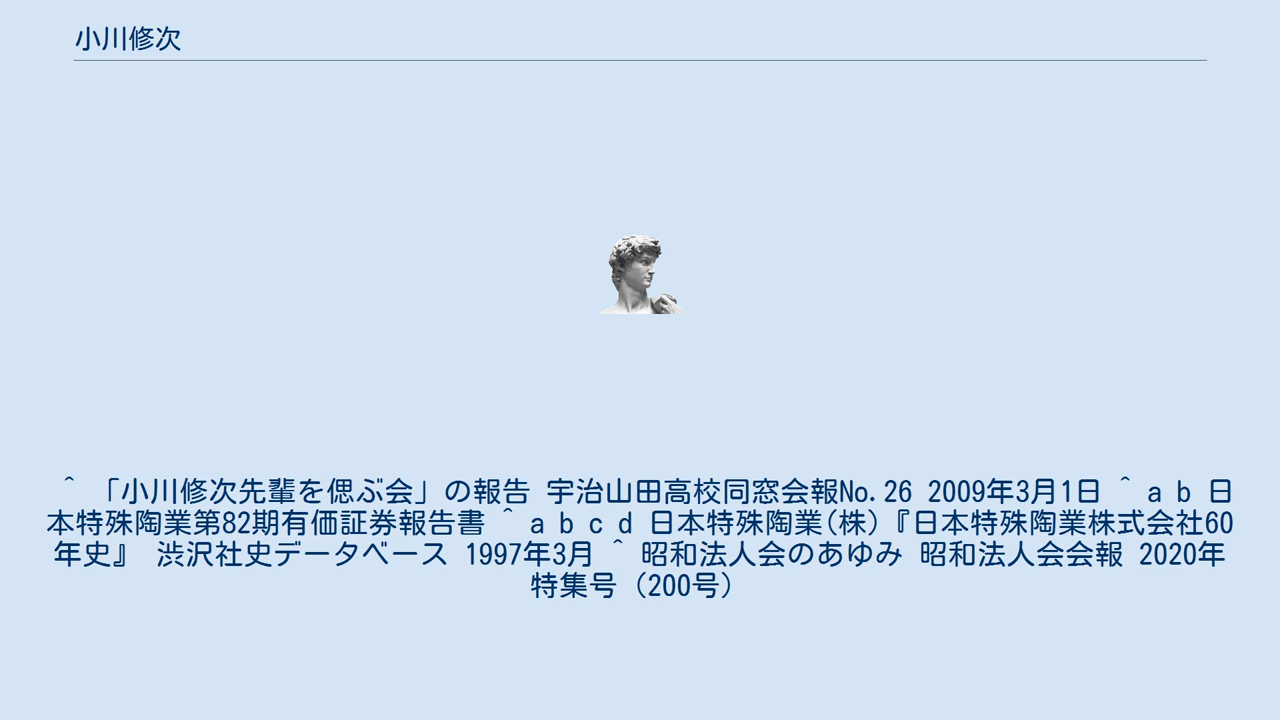 小川修次
^ 「小川修次先輩を偲ぶ会」の報告 宇治山田高校同窓会報No.26 2009年3月1日 ^ a b 日
本特殊陶業第82期有価証券報告書 ^ a b c d 日本特殊陶業(株)『日本特殊陶業株式会社60
年史』 渋沢社史データベース 1997年3月 ^ 昭和法人会のあゆみ 昭和法人会会報 2020年
特集号（200号）